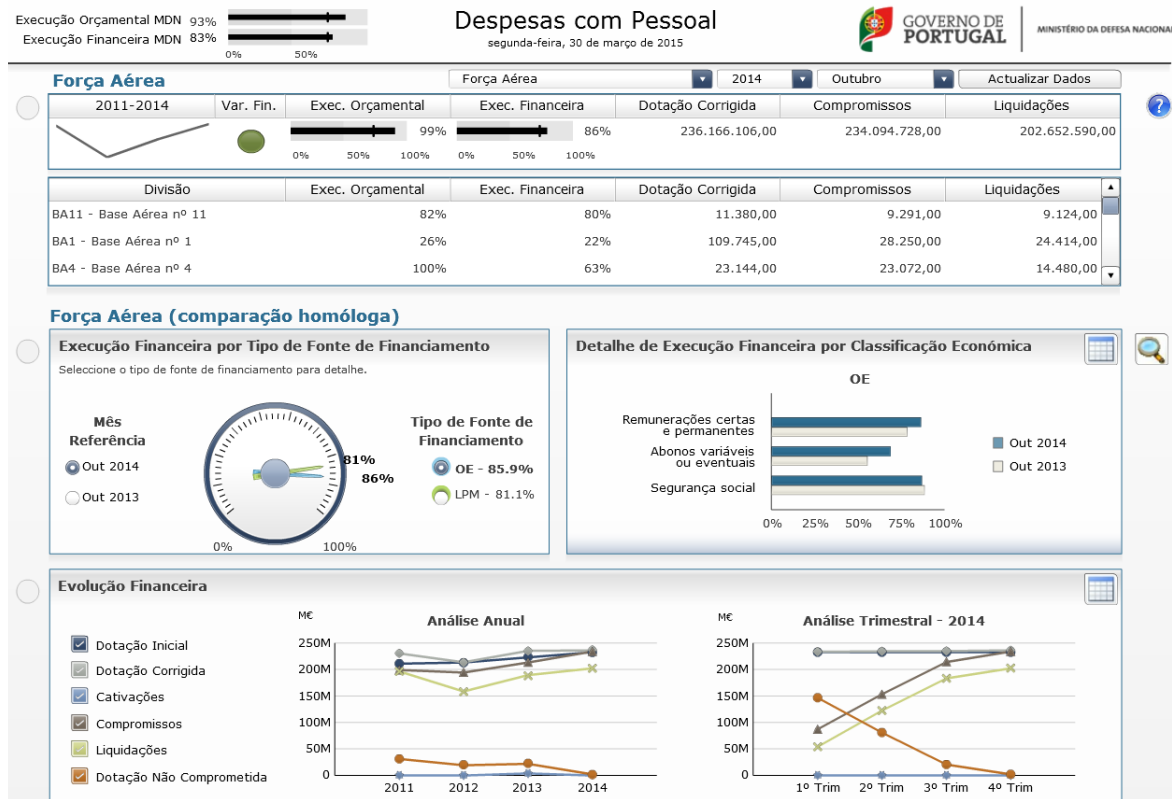 Execução Orçamental MDN 93%
Execução Financeira MDN 83%
0% 50%
Despesas com Pessoal
segunda-feira, 30 de março de 2015
GOVERNO DE
PORTUGAL
MINISTÉRIO DA DEFESA NACIONAL
Força Aérea
Força Aérea 2014 Outubro Actualizar Dados
2011-2014 Var. Fin. Exec. Orçamental Exec. Financeira Dotação Corrigida Compromissos Liquidações
99% 86% 236.166.106,00 234.094.728,00 202.652.590,00
0% 50% 100% 0% 50% 100%
?
Divisão Exec. Orçamental Exec. Financeira Dotação Corrigida Compromissos Liquidações
BA11 - Base Aérea nº 11 82% 80% 11.380,00 9.291,00 9.124,00
BA1 - Base Aérea nº 1 26% 22% 109.745,00 28.250,00 24.414,00
BA4 - Base Aérea nº 4 100% 63% 23.144,00 23.072,00 14.480,00
Força Aérea (comparação homóloga)
Execução Financeira por Tipo de Fonte de Financiamento
Seleccione o tipo de fonte de financiamento para detalhe.
Mês
Referência
Out 2014
Out 2013
81%
86%
0% 100%
Tipo de Fonte de
Financiamento
OE - 85.9%
LPM - 81.1%
Detalhe de Execução Financeira por Classificação Económica
OE
Remunerações certas
e permanentes
Abonos variáveis
ou eventuais
Segurança social
0% 25% 50% 75% 100%
Out 2014
Out 2013
Evolução Financeira
Dotação Inicial
Dotação Corrigida
Cativações
Compromissos
Liquidações
Dotação Não Comprometida
M€
Análise Anual
250M
200M
150M
100M
50M
0
2011 2012 2013 2014
M€
Análise Trimestral - 2014
250M
200M
150M
100M
50M
0
1º Trim 2º Trim 3º Trim 4º Trim